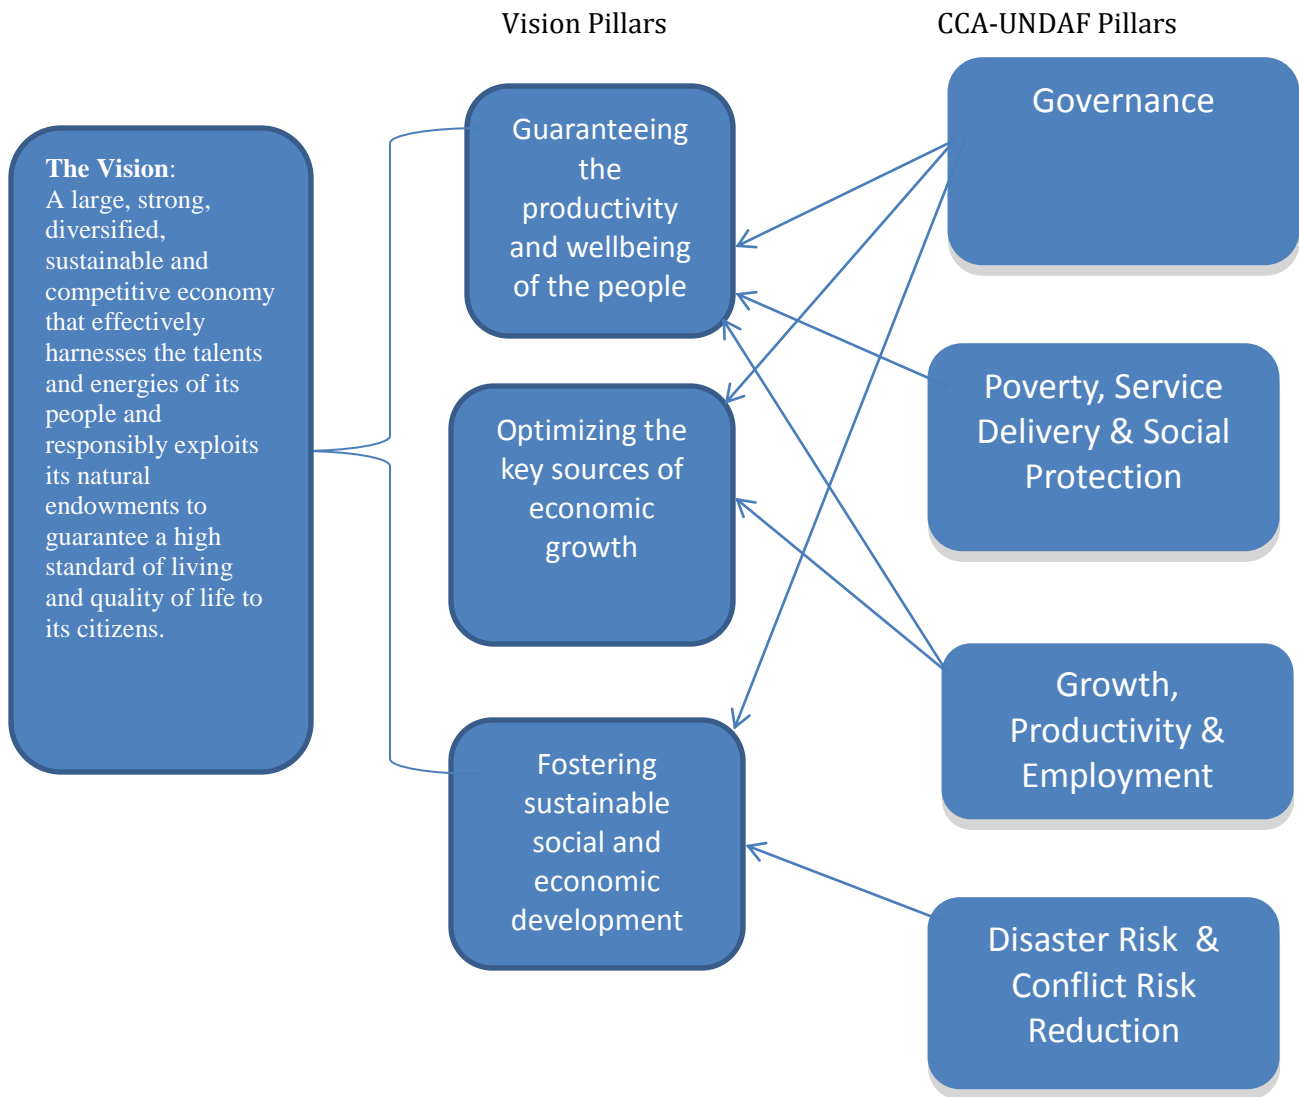 Vision Pillars
CCA-UNDAF Pillars
The Vision:
A large, strong,
diversified,
sustainable and
competitive economy
that effectively
harnesses the talents
and energies of its
people and
responsibly exploits
its natural
endowments to
guarantee a high
standard of living
and quality of life to
its citizens.
Guaranteeing
the
productivity
and wellbeing
of the people
Optimizing the
key sources of
economic
growth
Fostering
sustainable
social and
economic
development
Governance
Poverty, Service
Delivery & Social
Protection
Growth,
Productivity &
Employment
Disaster Risk  &
Conflict Risk
Reduction